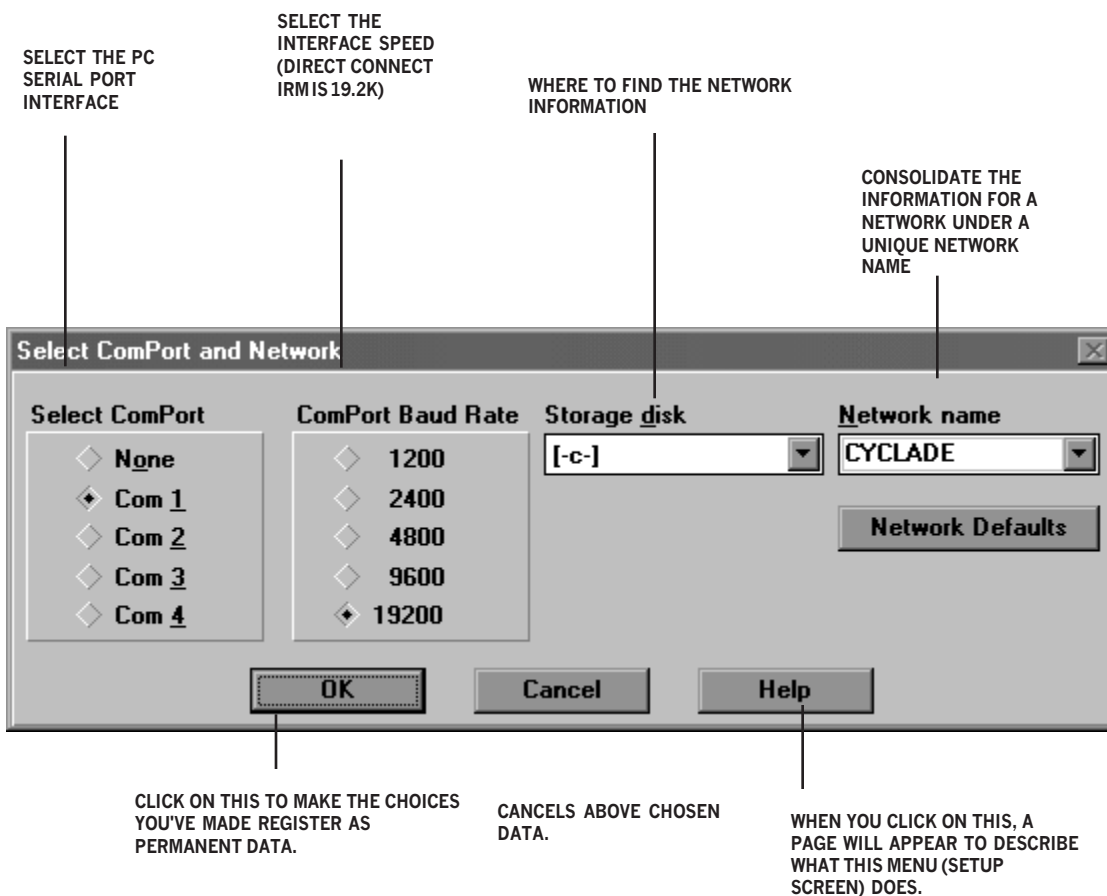 SELECT THE PC
SERIAL PORT
INTERFACE
SELECT THE
INTERFACE SPEED
(DIRECT CONNECT
IRM IS 19.2K)
WHERE TO FIND THE NETWORK
INFORMATION
CONSOLIDATE THE
INFORMATION FOR A
NETWORK UNDER A
UNIQUE NETWORK
NAME
Select ComPort and Network
Select ComPort
None
Com 1
Com 2
Com 3
Com 4
ComPort Baud Rate
1200
2400
4800
9600
19200
Storage disk
[-c-]
Network name
CYCLADE
Network Defaults
OK
Cancel
Help
CLICK ON THIS TO MAKE THE CHOICES
YOU'VE MADE REGISTER AS
PERMANENT DATA.
CANCELS ABOVE CHOSEN
DATA.
WHEN YOU CLICK ON THIS, A
PAGE WILL APPEAR TO DESCRIBE
WHAT THIS MENU (SETUP
SCREEN) DOES.